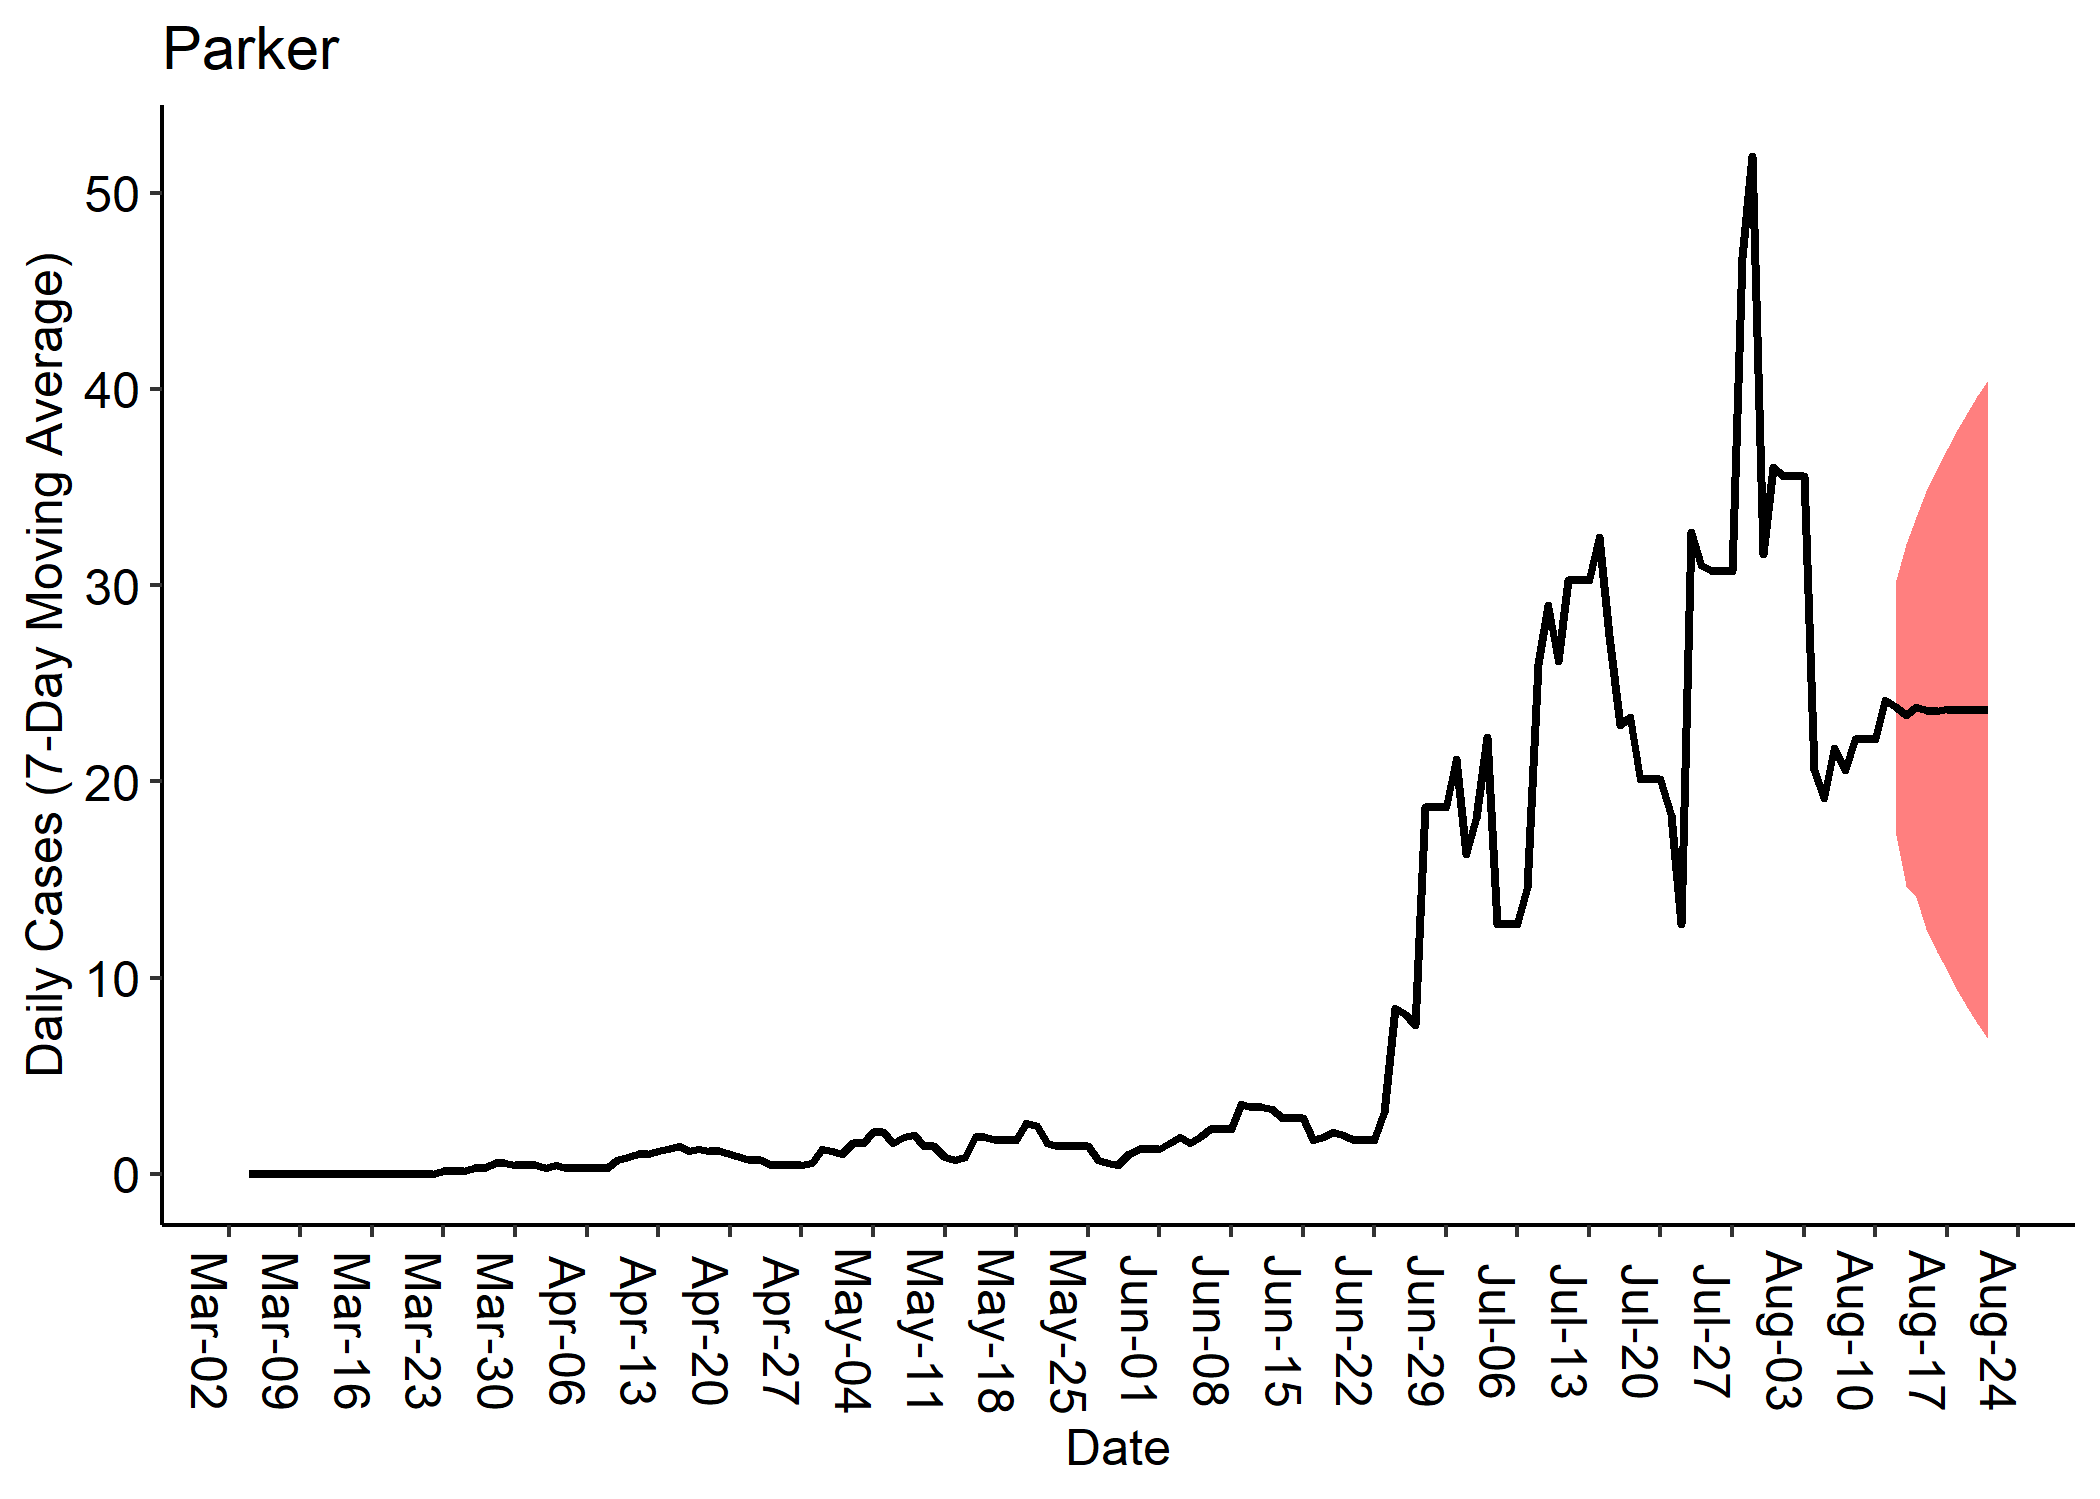 Parker
Daily Cases (7-Day Moving Average)
50
40
30
20
10
0
Mar-02
Mar-09
Mar-16
Mar-23
Mar-30
Apr-06
Apr-13
Apr-20
Apr-27
May-04
May-11
May-18
May-25
Jun-01
Jun-08
Jun-15
Jun-22
Jun-29
Jul-06
Jul-13
Jul-20
Jul-27
Aug-03
Aug-10
Aug-17
Aug-24
Date